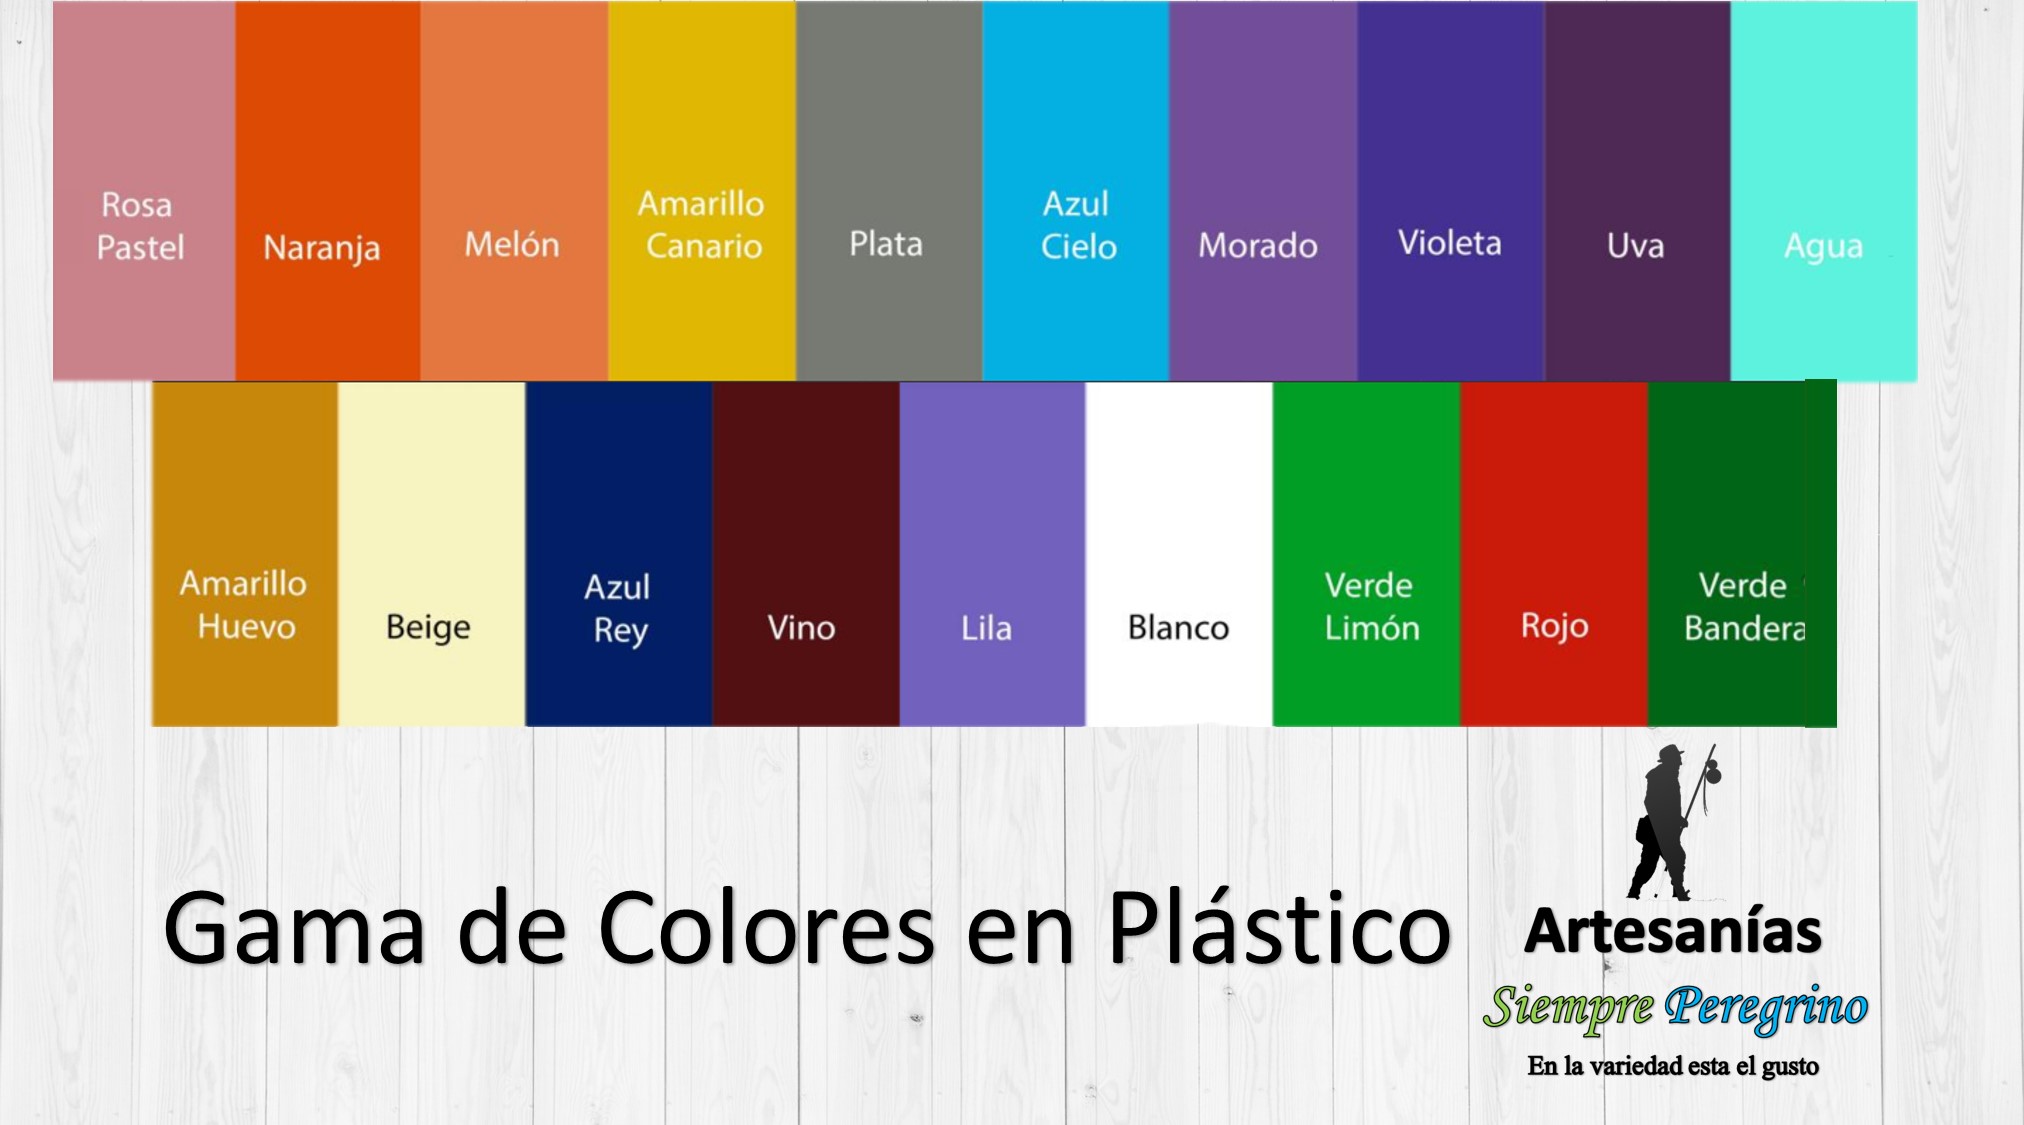 Rosa
Pastel
Naranja
Melón
Amarillo
Canario
Plata
Azul
Cielo
Morado
Violeta
Uva
Agua
Amarillo
Huevo
Beige
Azul
Rey
Vino
Lila
Blanco
Verde
Limón
Rojo
Verde
Bandera
Gama de Colores en Plástico
Artesanías
Siempre Peregrino
En la variedad esta el gusto